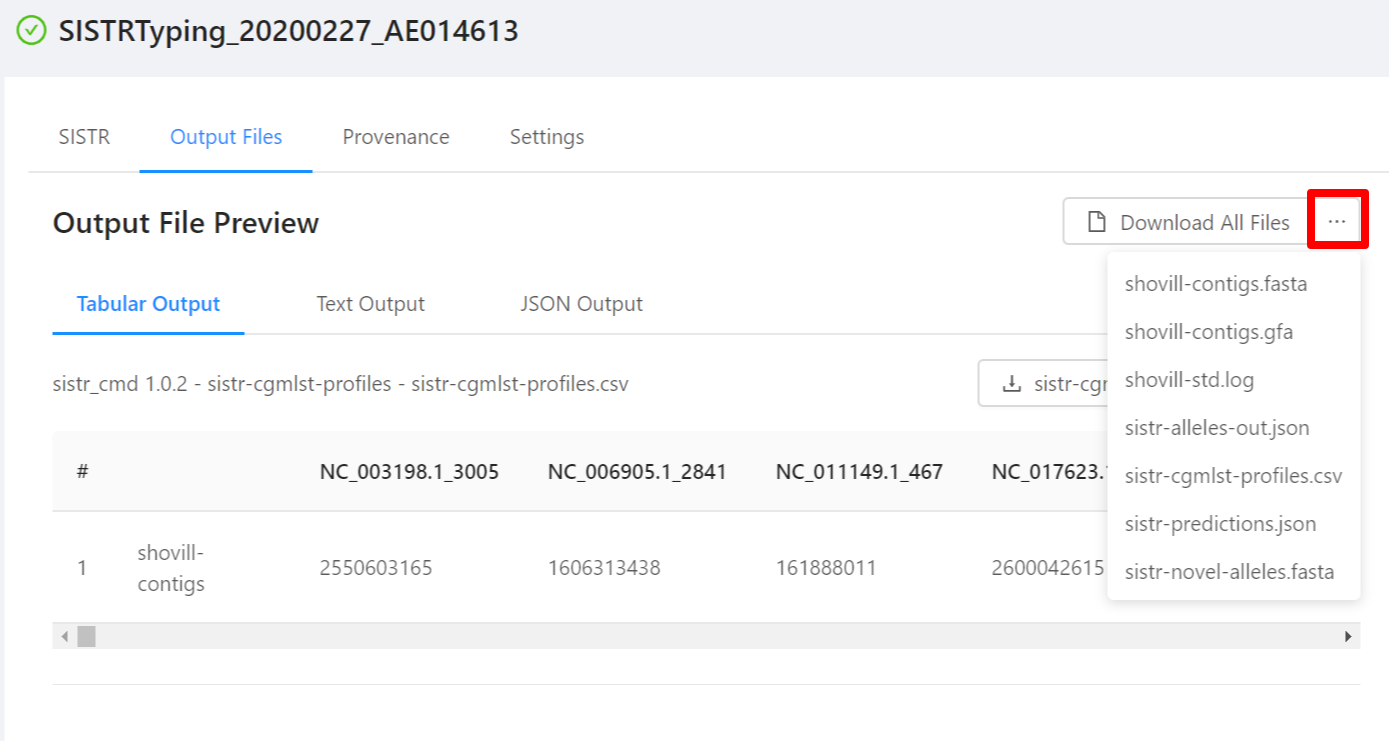 SISTRTyping_20200227_AE014613
SISTR Output Files Provenance Settings
Output File Preview
Download All Files ...
Tabular Output Text Output JSON Output
sistr_cmd 1.0.2 - sistr-cgmlst-profiles - sistr-cgmlst-profiles.csv
sistr-cgm
# NC_003198.1_3005 NC_006905.1_2841 NC_011149.1_467 NC_017623.1
1 shovill-
contigs 2550603165 1606313438 161888011 2600042615
shovill-contigs.fasta
shovill-contigs.gfa
shovill-std.log
sistr-alleles-out.json
sistr-cgmlst-profiles.csv
sistr-predictions.json
sistr-novel-alleles.fasta